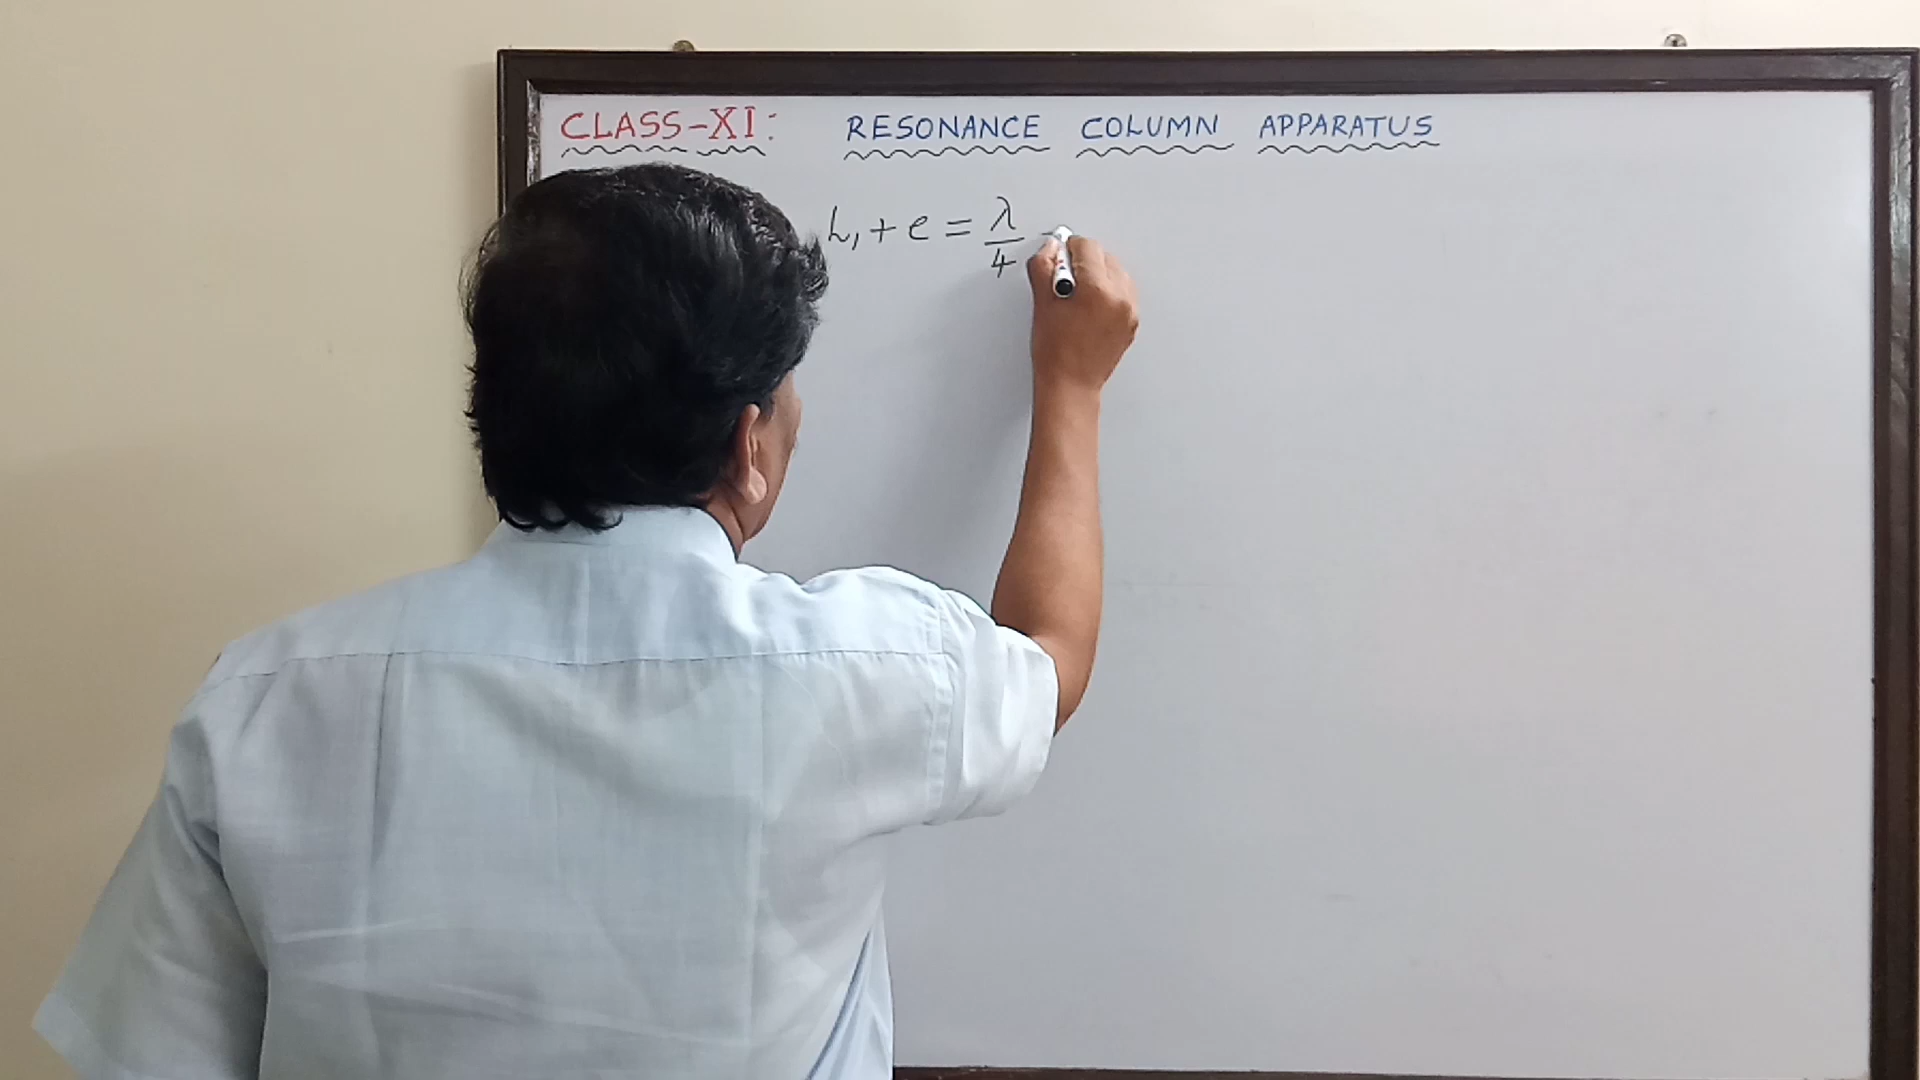 CLASS-XI: RESONANCE COLUMN APPARATUS
L₁ + e = λ/4 -